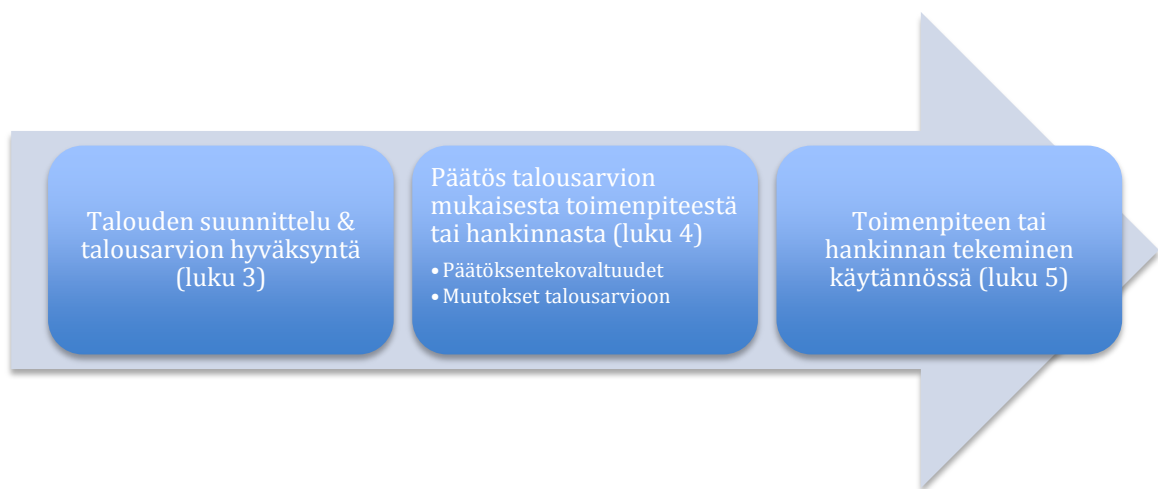 Talouden suunnittelu &
talousarvion hyväksyntä
(luku 3)
Päätös talousarvion
mukaisesta toimenpiteestä
tai hankinnasta (luku 4)
• Päätöksentekovaltuudet
• Muutokset talousarvioon
Toimenpiteen tai
hankinnan tekeminen
käytännössä (luku 5)